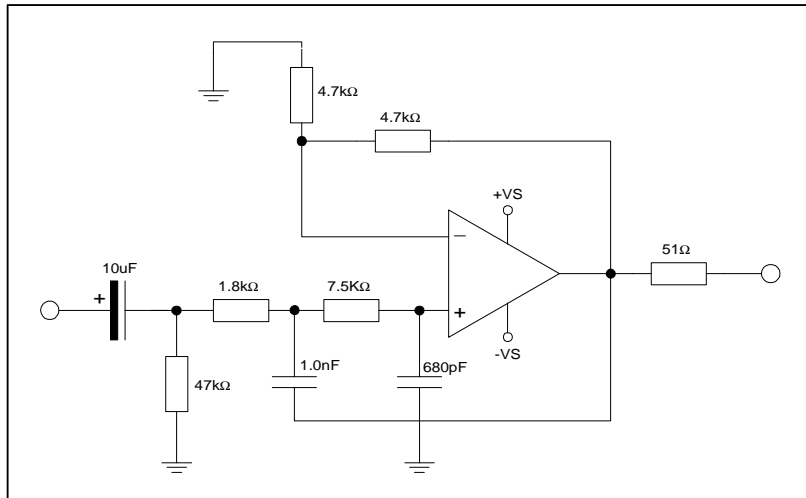 4.7kΩ
4.7kΩ
+VS
−
51Ω
10uF
+
1.8kΩ
7.5KΩ
+
-VS
1.0nF
680pF
47kΩ